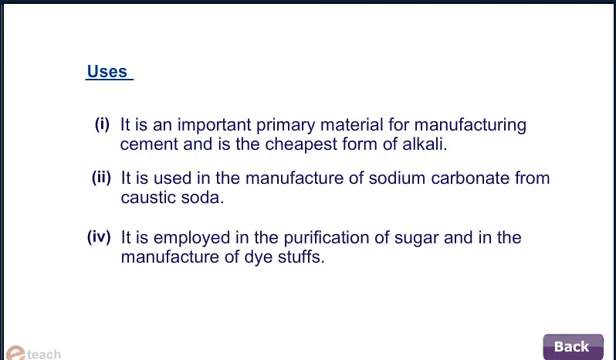 Uses
(i) It is an important primary material for manufacturing
cement and is the cheapest form of alkali.
(ii) It is used in the manufacture of sodium carbonate from
caustic soda.
(iv) It is employed in the purification of sugar and in the
manufacture of dye stuffs.
eteach
Back